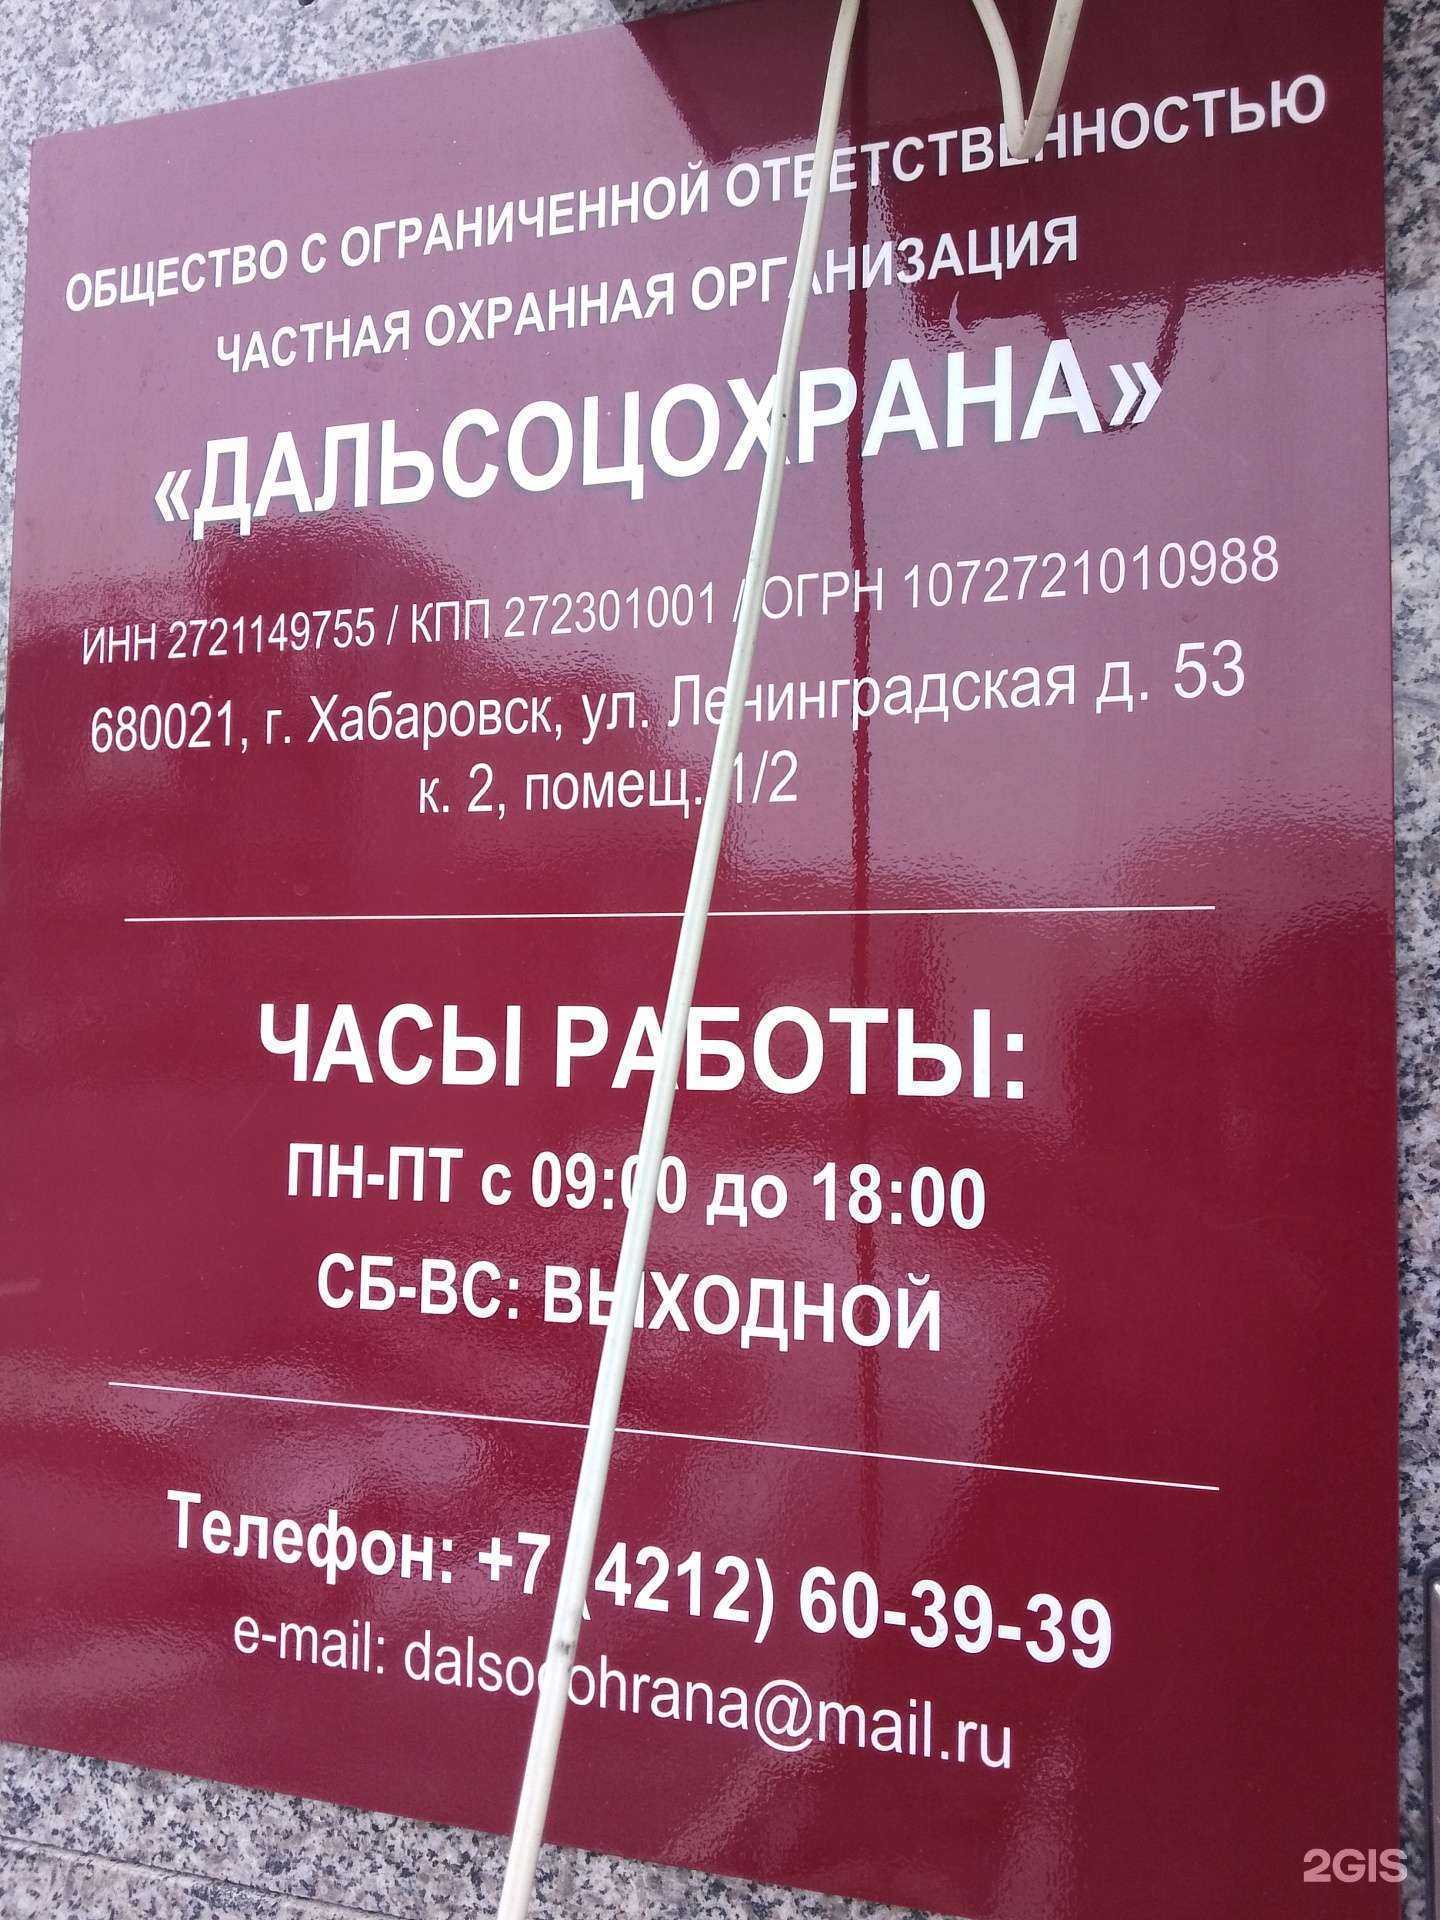 ОБЩЕСТВО С ОГРАНИЧЕННОЙ ОТВЕТСТВЕННОСТЬЮ
ЧАСТНАЯ ОХРАННАЯ ОРГАНИЗАЦИЯ
«ДАЛЬСОЦОХРАНА»
ИНН 2721149755 / КПП 272301001 / ОГРН 1072721010988
680021, г. Хабаровск, ул. Ленинградская д. 53
к. 2, помещ. 1/2
ЧАСЫ РАБОТЫ:
ПН-ПТ с 09:00 до 18:00
СБ-ВС: ВЫХОДНОЙ
Телефон: +7 (4212) 60-39-39
e-mail: dalsocohrana@mail.ru
2GIS